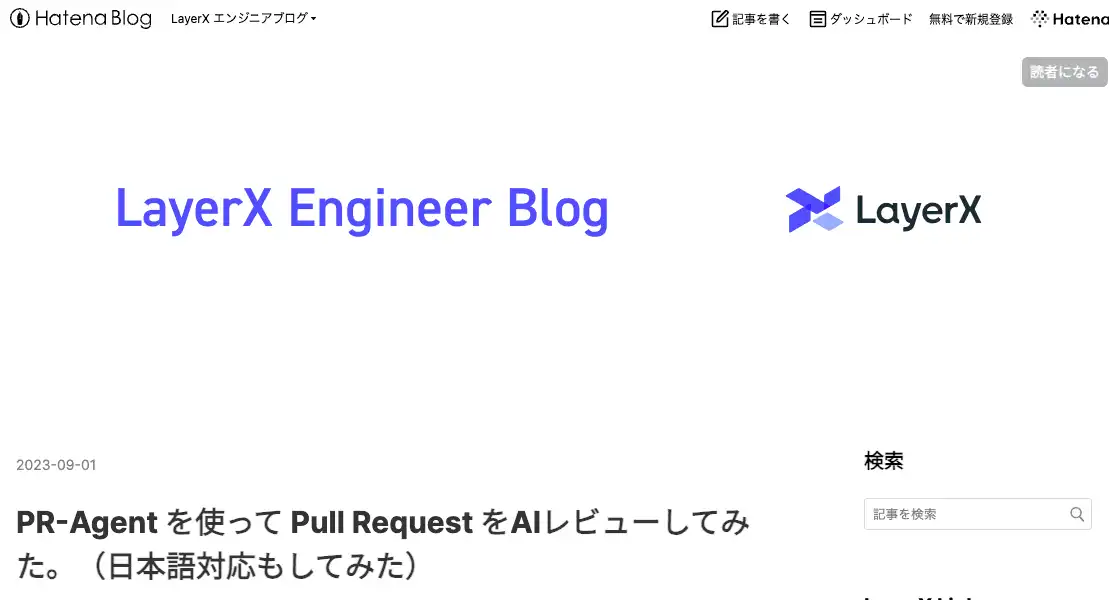 Hatena Blog LayerX エンジニアブログ 記事を書く ダッシュボード 無料で新規登録 Hatena
読者になる
LayerX Engineer Blog LayerX
2023-09-01
検索
記事を検索
PR-Agent を使って Pull Request をAIレビューしてみ
た。（日本語対応もしてみた）